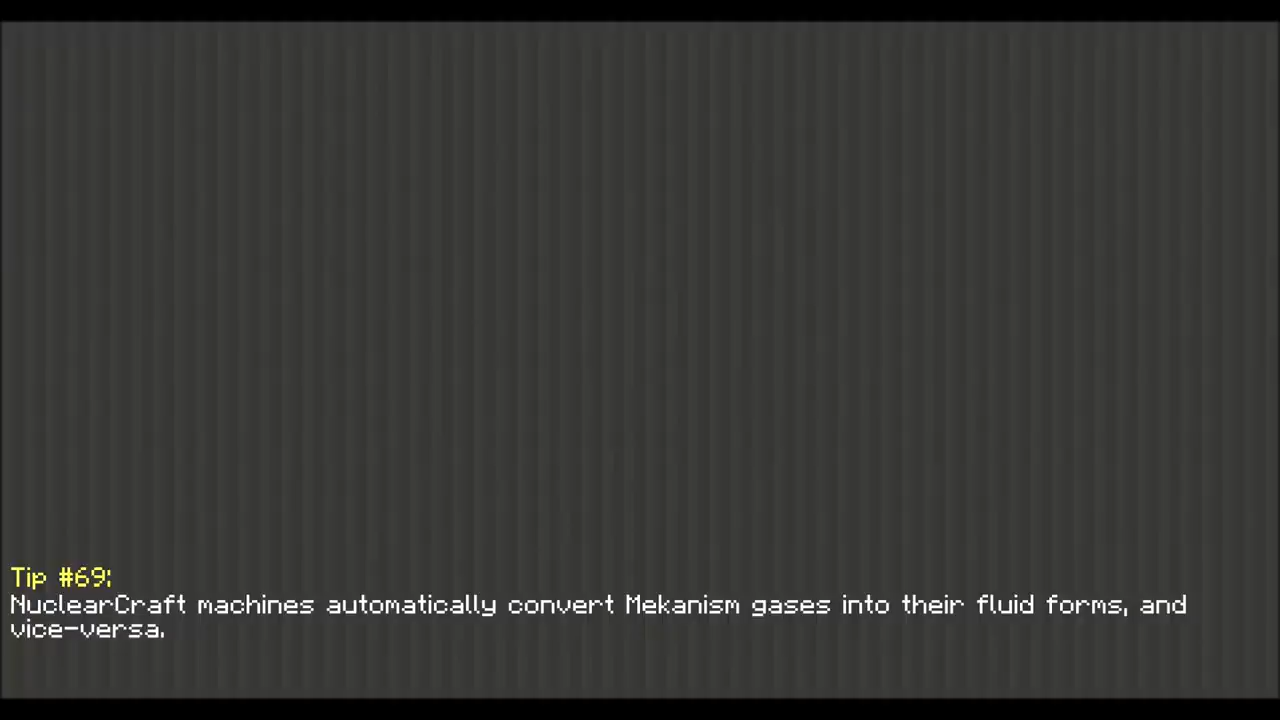 Tip #69:
NuclearCraft machines automatically convert Mekanism gases into their fluid forms, and
vice-versa.